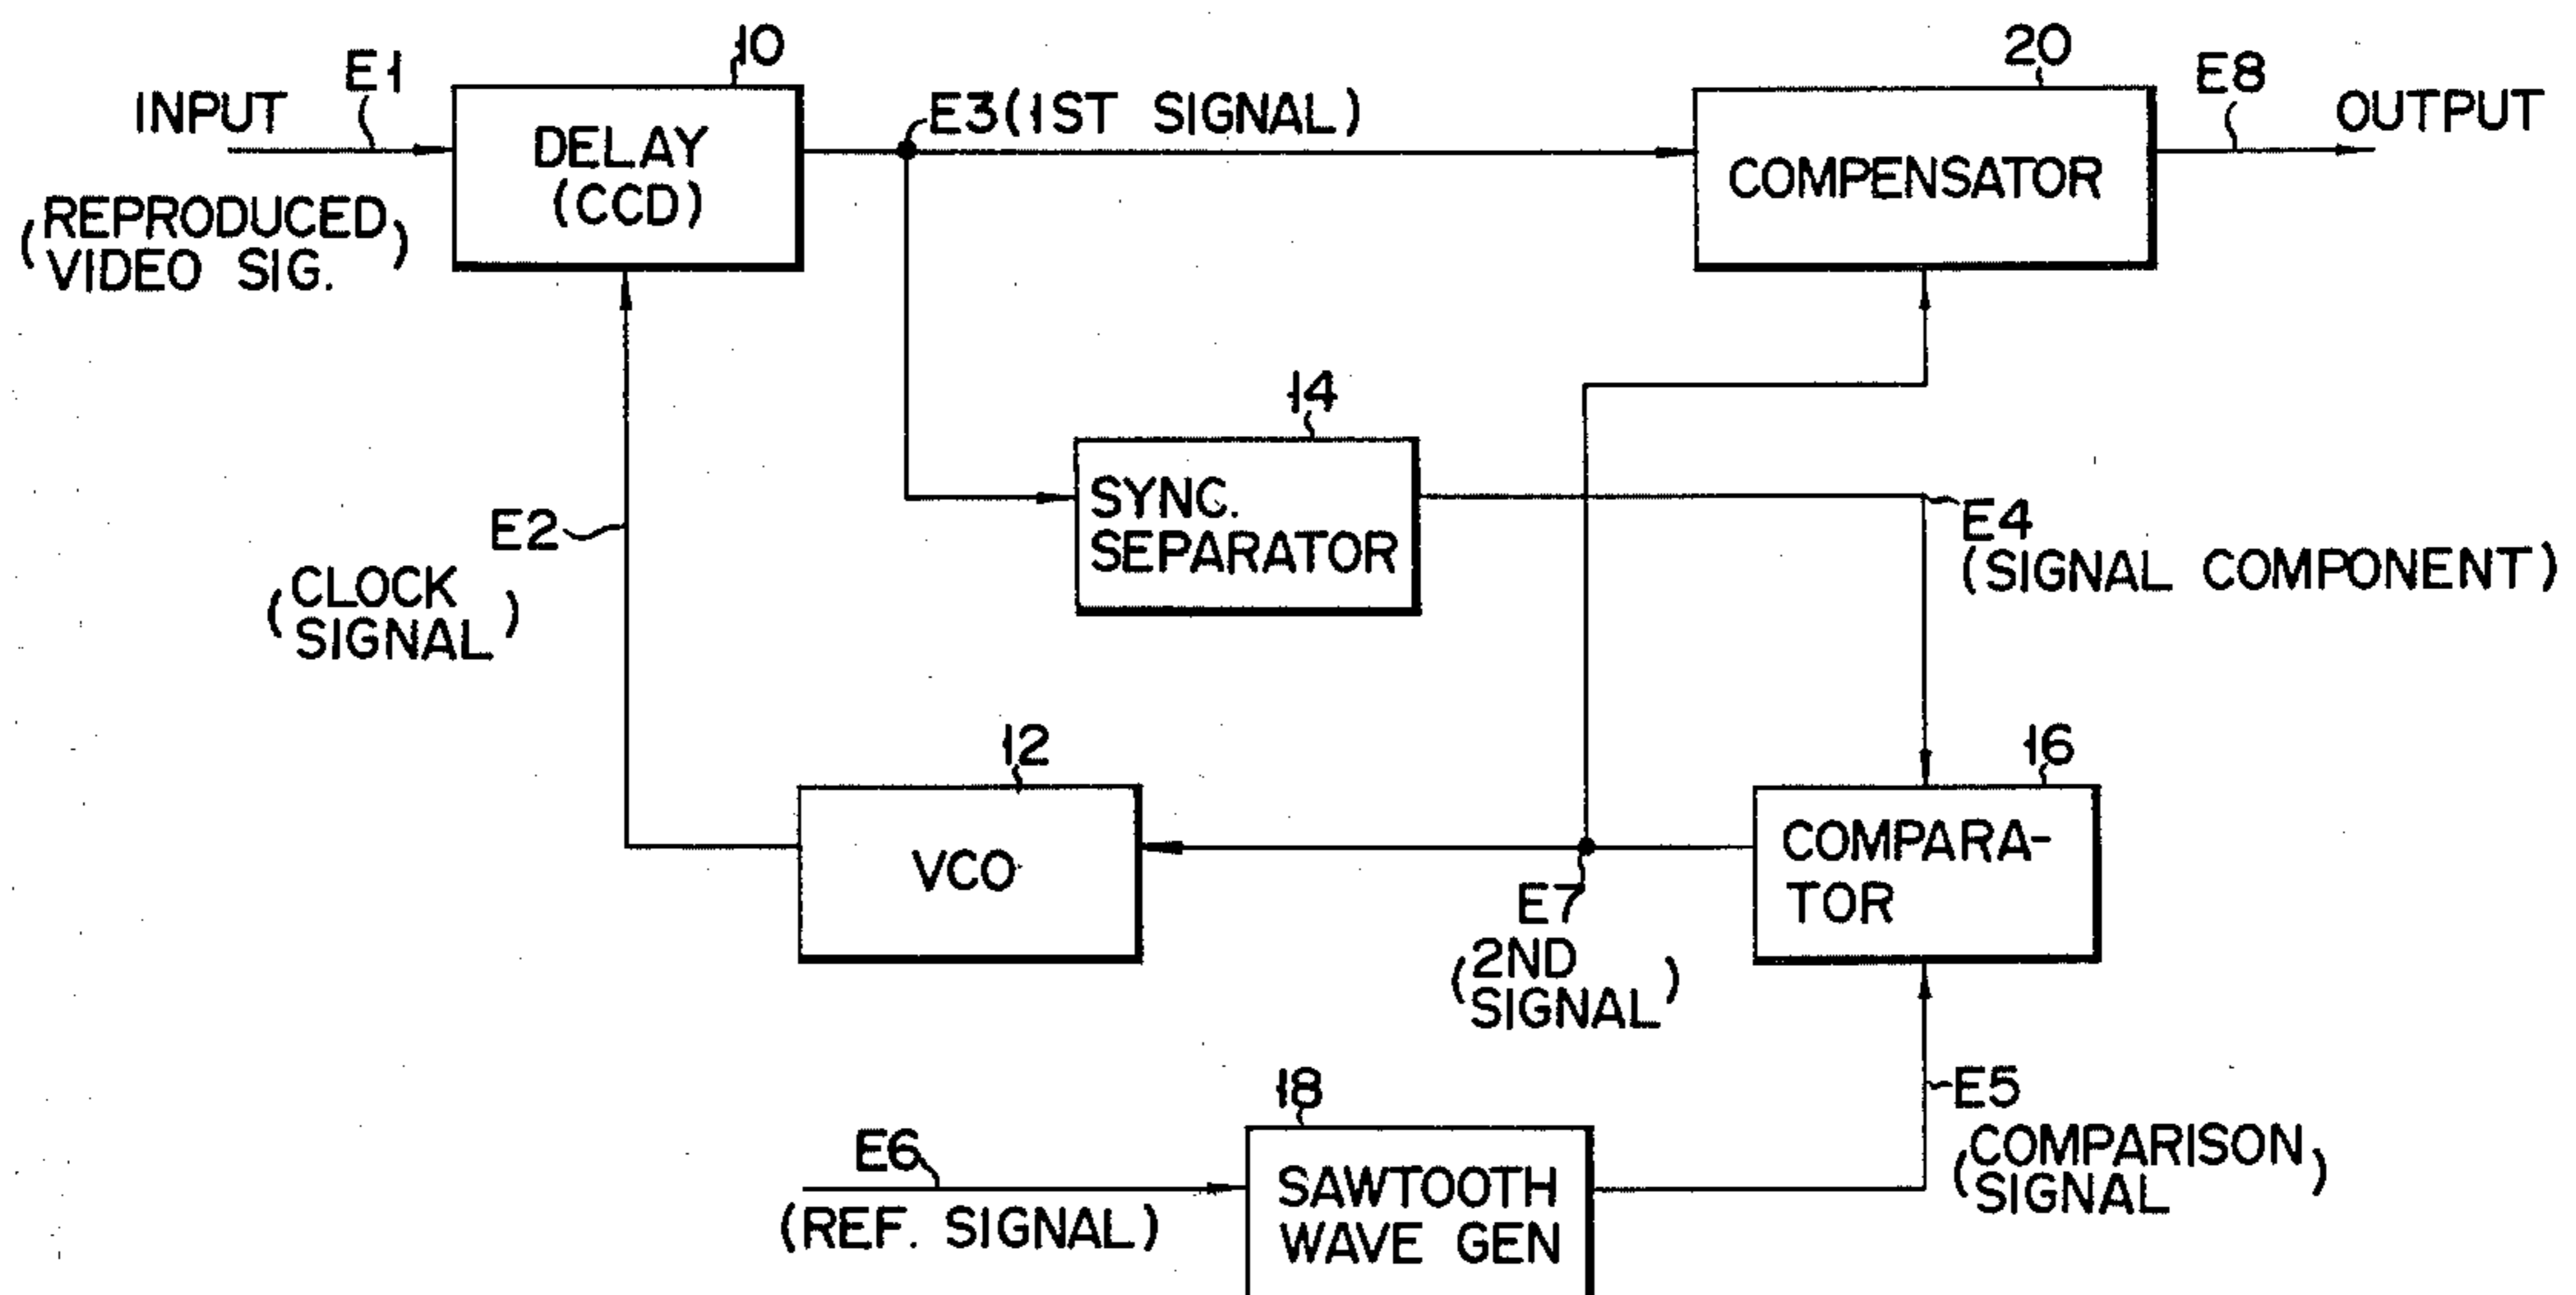 10
20
E1
E8
INPUT
E3(1ST SIGNAL)
OUTPUT
DELAY
(CCD)
COMPENSATOR
(REPRODUCED
VIDEO SIG.)
14
SYNC.
SEPARATOR
E2
E4
(SIGNAL COMPONENT)
(CLOCK
SIGNAL)
12
16
VCO
COMPARA-
TOR
E7
(2ND
SIGNAL)
18
E5
E6
(COMPARISON
SIGNAL)
(REF. SIGNAL)
SAWTOOTH
WAVE GEN